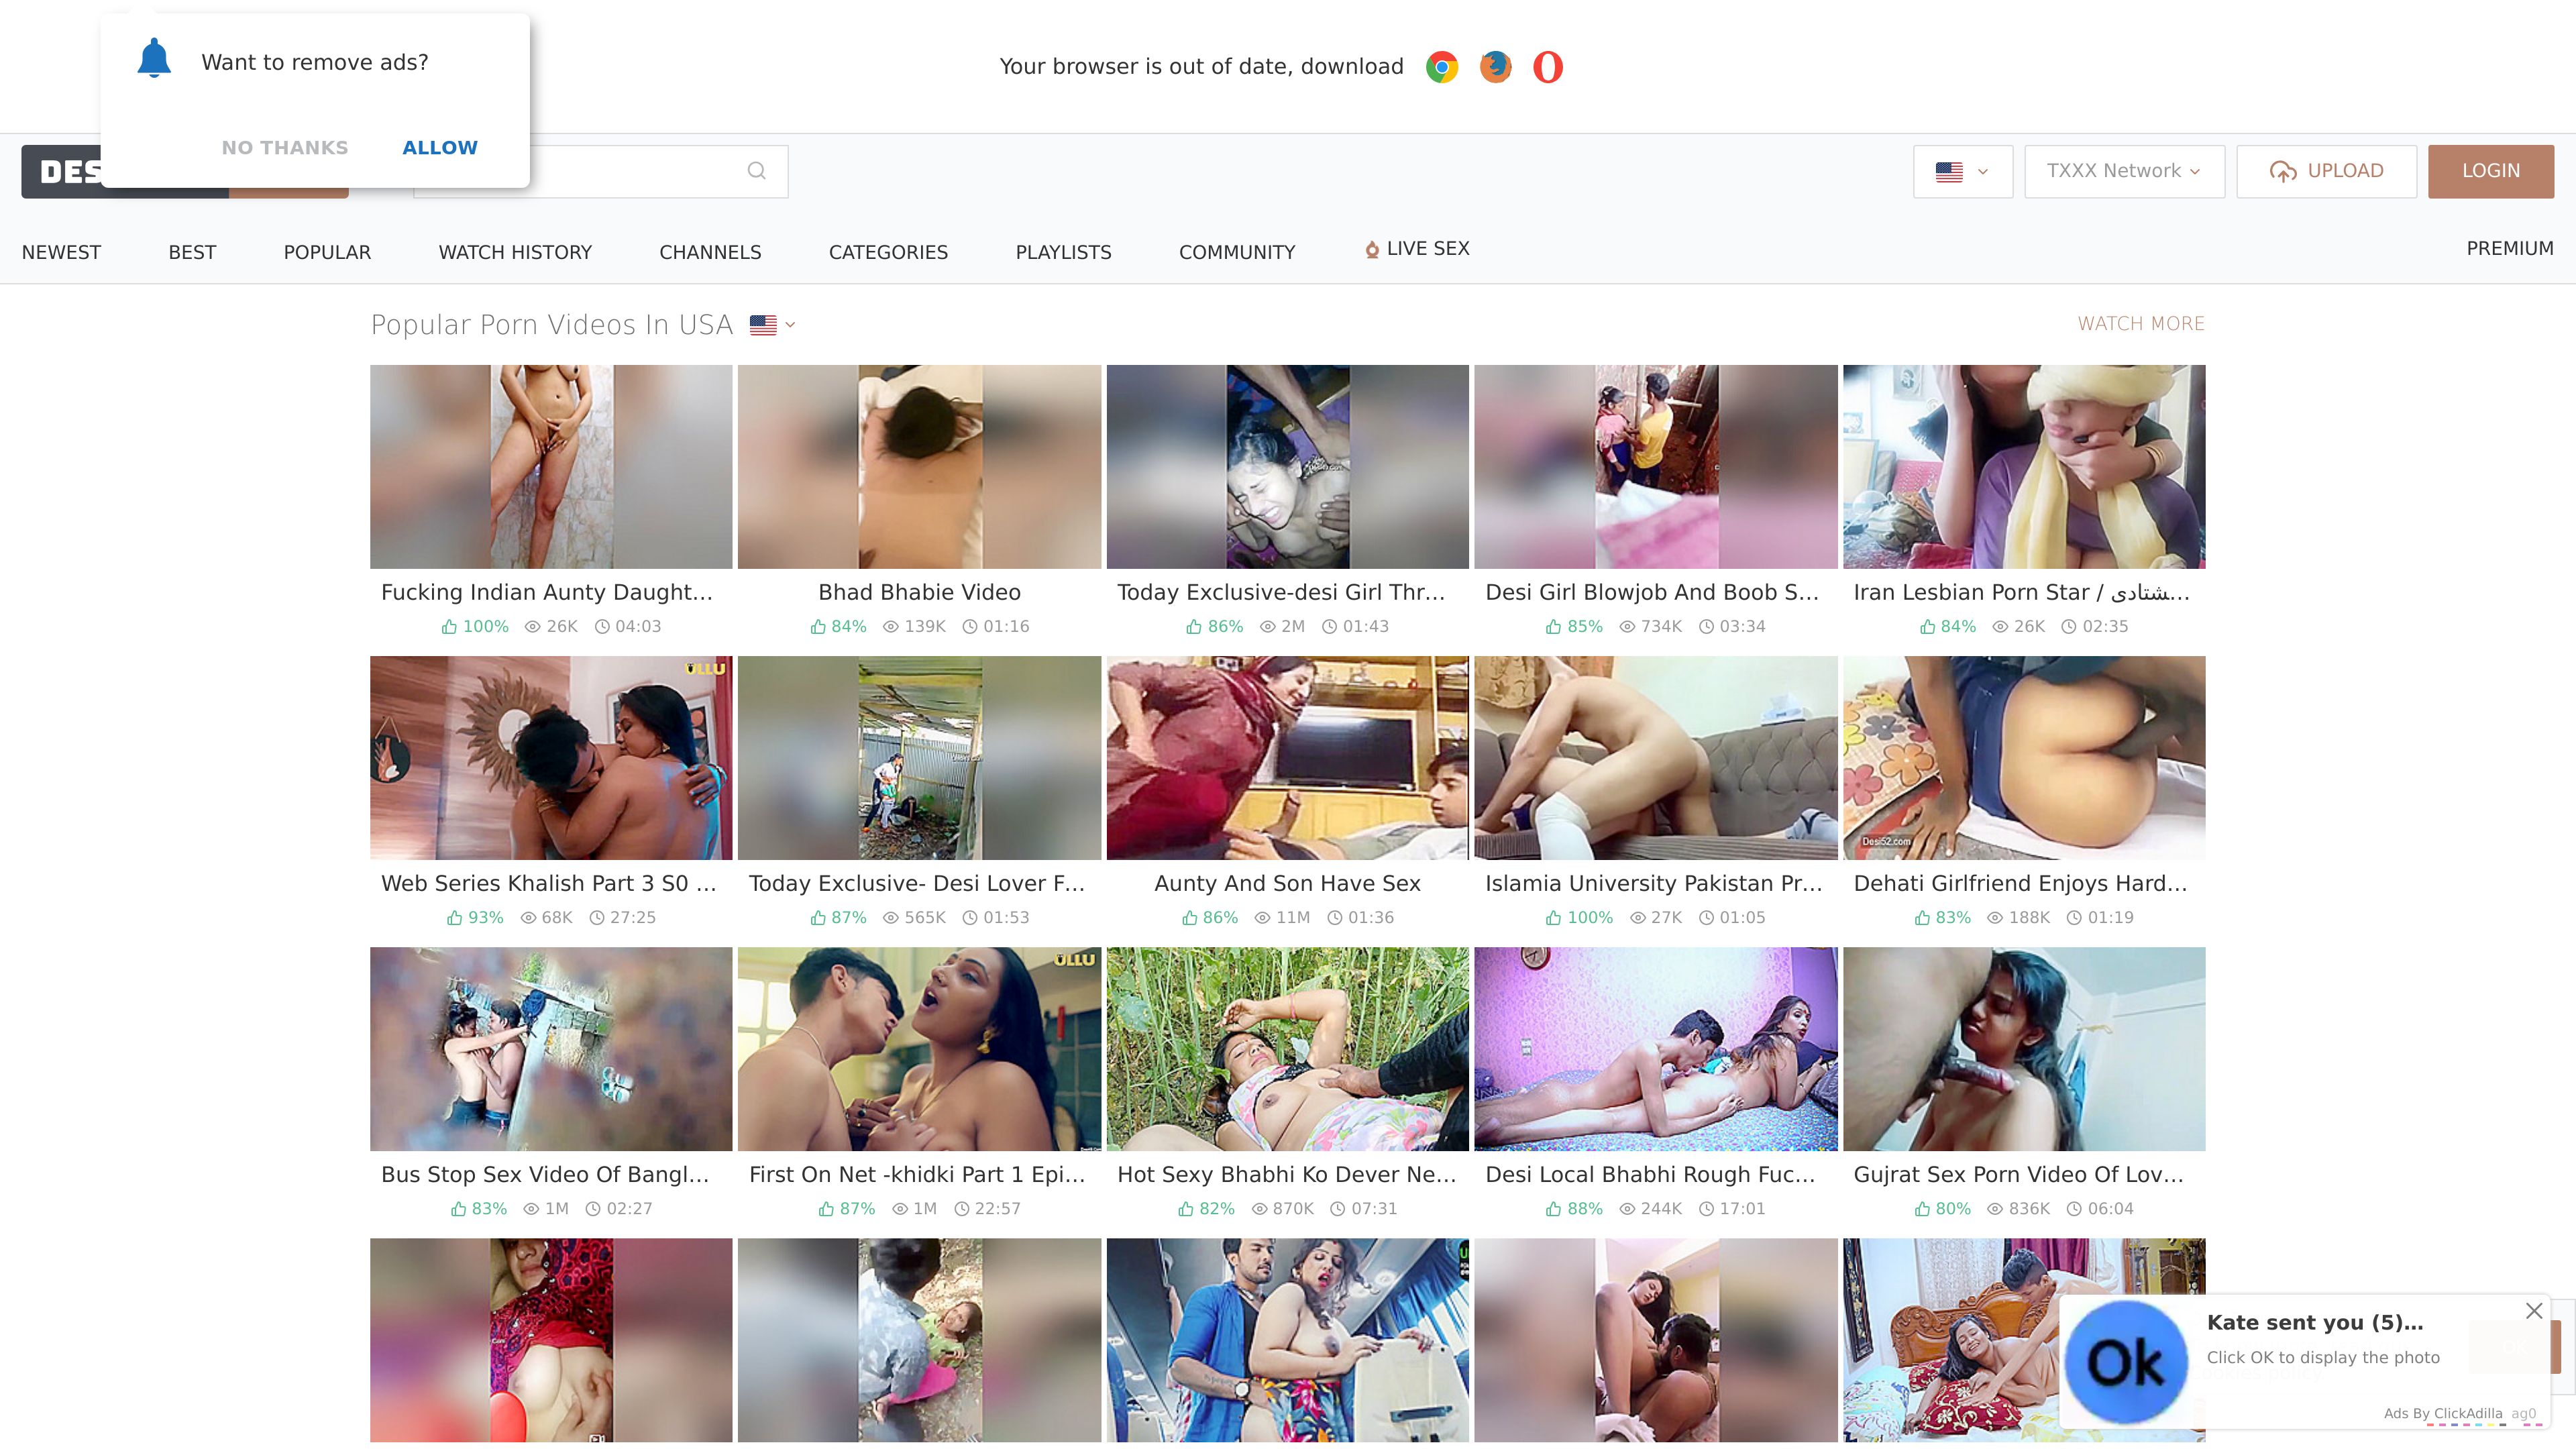 Want to remove ads?
NO THANKS ALLOW
Your browser is out of date, download
DES
TXXX Network
UPLOAD
LOGIN
NEWEST BEST POPULAR WATCH HISTORY CHANNELS CATEGORIES PLAYLISTS COMMUNITY LIVE SEX PREMIUM
Popular Porn Videos In USA
WATCH MORE
Fucking Indian Aunty Daught...
100% 26K 04:03
Bhad Bhabie Video
84% 139K 01:16
Today Exclusive-desi Girl Thr...
86% 2M 01:43
Desi Girl Blowjob And Boob S...
85% 734K 03:34
Iran Lesbian Porn Star / شتادی...
84% 26K 02:35
ULLU
Web Series Khalish Part 3 S0 ...
93% 68K 27:25
Today Exclusive- Desi Lover F...
87% 565K 01:53
Aunty And Son Have Sex
86% 11M 01:36
Islamia University Pakistan Pr...
100% 27K 01:05
Desi52.com
Dehati Girlfriend Enjoys Hard...
83% 188K 01:19
Bus Stop Sex Video Of Bangl...
83% 1M 02:27
ULLU
First On Net -khidki Part 1 Epi...
87% 1M 22:57
Hot Sexy Bhabhi Ko Dever Ne...
82% 870K 07:31
Desi Local Bhabhi Rough Fuc...
88% 244K 17:01
Gujrat Sex Porn Video Of Lov...
80% 836K 06:04
Ok
Kate sent you (5)...
Click OK to display the photo
Ads By ClickAdilla ag0